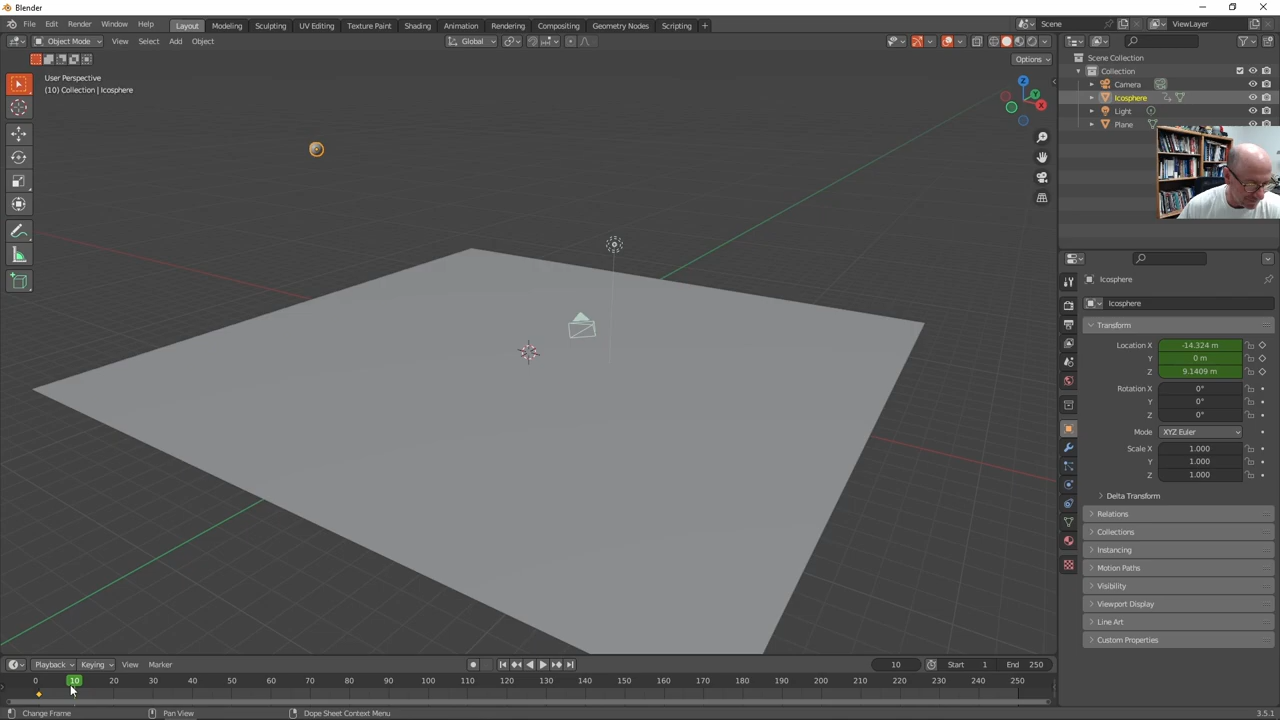 Blender
File Edit Render Window Help Layout Modeling Sculpting UV Editing Texture Paint Shading Animation Rendering Compositing Geometry Nodes Scripting + Scene ViewLayer
Object Mode View Select Add Object Global
Options
User Perspective
(10) Collection | Icosphere
Z
Y
X
Scene Collection
Collection
Camera
Icosphere
Light
Plane
Icosphere
Icosphere
Transform
Location X -14.324 m
Y 0 m
Z 9.1409 m
Rotation X 0°
Y 0°
Z 0°
Mode XYZ Euler
Scale X 1.000
Y 1.000
Z 1.000
Delta Transform
Relations
Collections
Instancing
Motion Paths
Visibility
Viewport Display
Line Art
Custom Properties
Playback Keying View Marker 10 Start 1 End 250
0 10 20 30 40 50 60 70 80 90 100 110 120 130 140 150 160 170 180 190 200 210 220 230 240 250
Change Frame Pan View Dope Sheet Context Menu 3.5.1